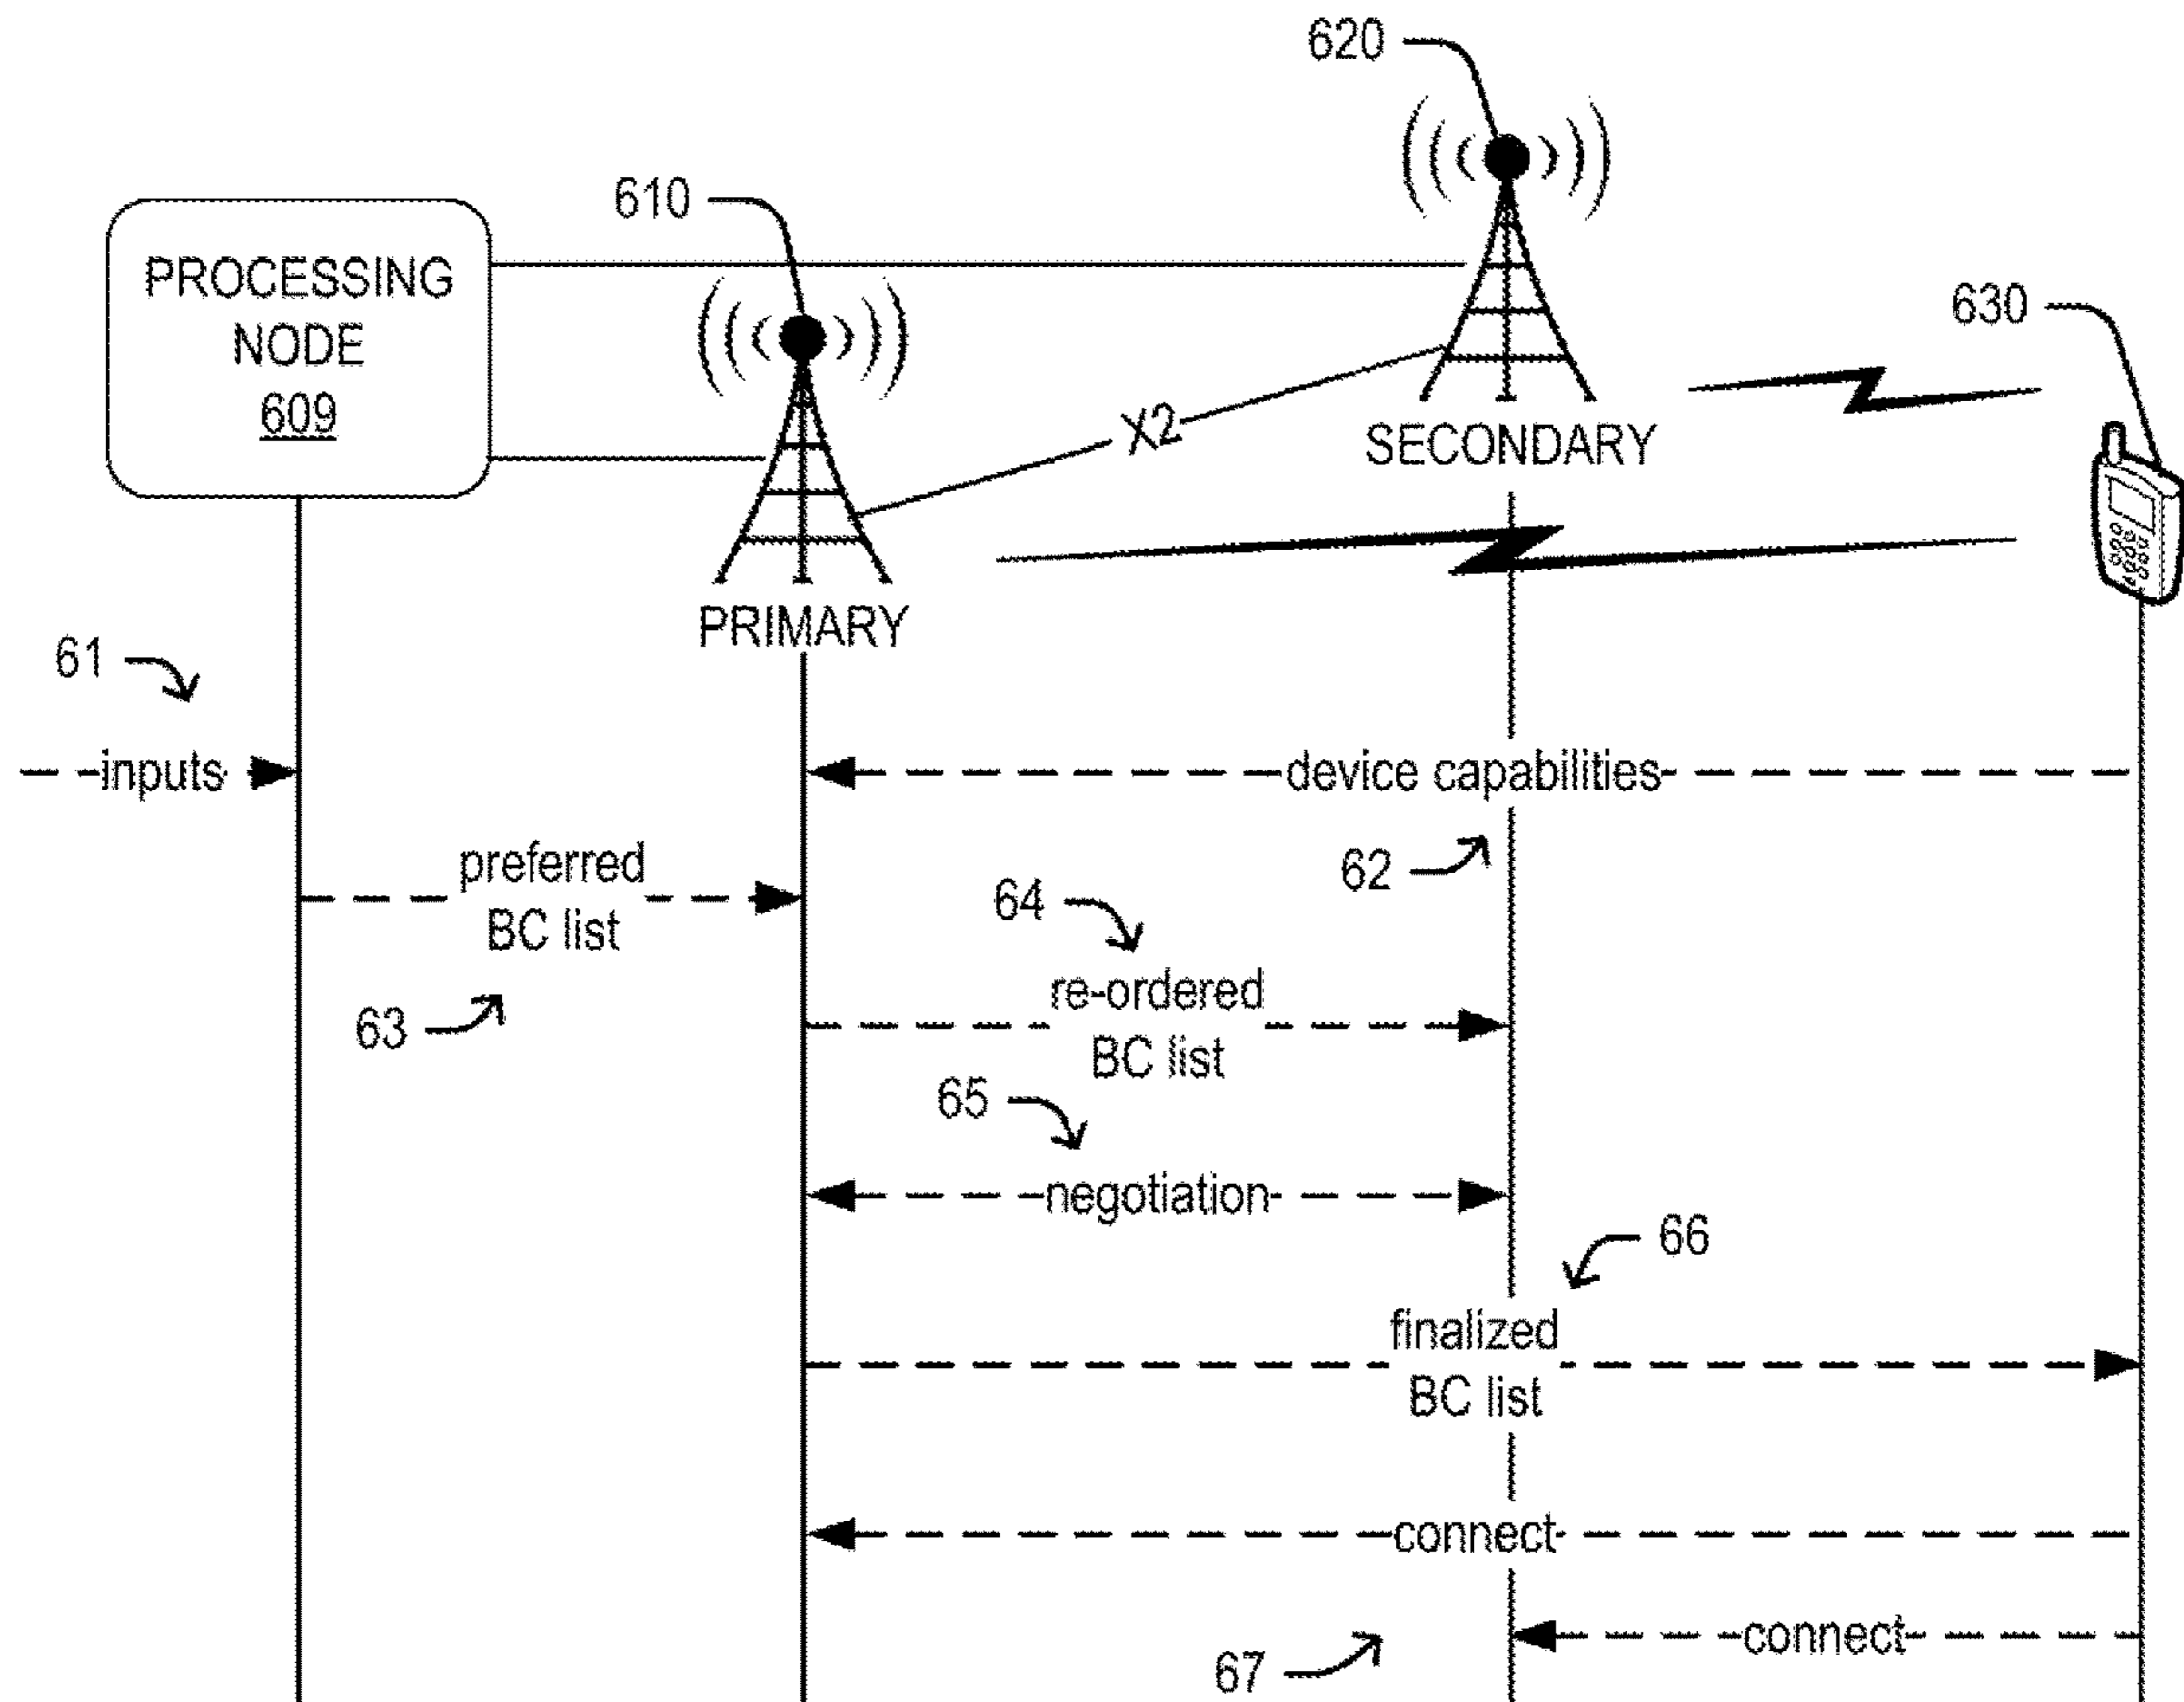 620
610
PROCESSING
NODE
609
630
X2
SECONDARY
PRIMARY
61
inputs
device capabilities
62
preferred
BC list
63
64
re-ordered
BC list
65
negotiation
66
finalized
BC list
connect
connect
67